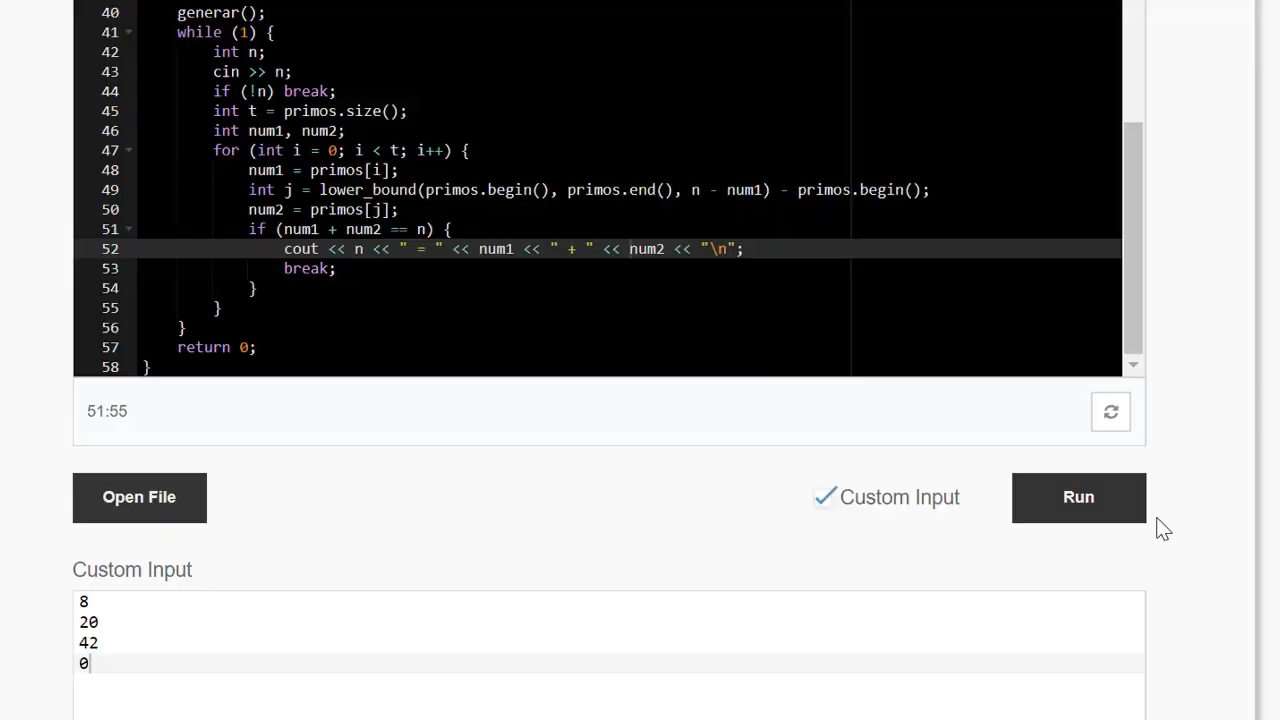 40 generar();
41 while (1) {
42 int n;
43 cin >> n;
44 if (!n) break;
45 int t = primos.size();
46 int num1, num2;
47 for (int i = 0; i < t; i++) {
48 num1 = primos[i];
49 int j = lower_bound(primos.begin(), primos.end(), n - num1) - primos.begin();
50 num2 = primos[j];
51 if (num1 + num2 == n) {
52 cout << n << " = " << num1 << " + " << num2 << "\n";
53 break;
54 }
55 }
56 }
57 return 0;
58 }
51:55
Open File
Custom Input
Run
Custom Input
8
20
42
0